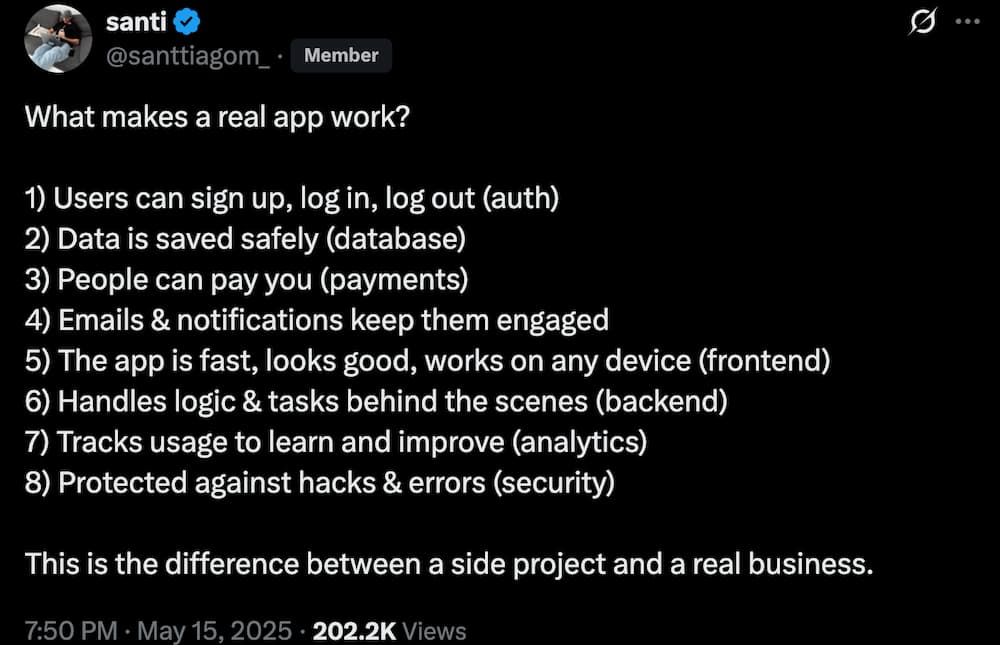 santi
@santtiagom_ · Member
What makes a real app work?
1) Users can sign up, log in, log out (auth)
2) Data is saved safely (database)
3) People can pay you (payments)
4) Emails & notifications keep them engaged
5) The app is fast, looks good, works on any device (frontend)
6) Handles logic & tasks behind the scenes (backend)
7) Tracks usage to learn and improve (analytics)
8) Protected against hacks & errors (security)
This is the difference between a side project and a real business.
7:50 PM · May 15, 2025 · 202.2K Views